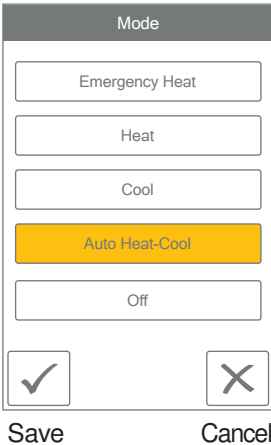 Mode
Emergency Heat
Heat
Cool
Auto Heat-Cool
Off
Save Cancel